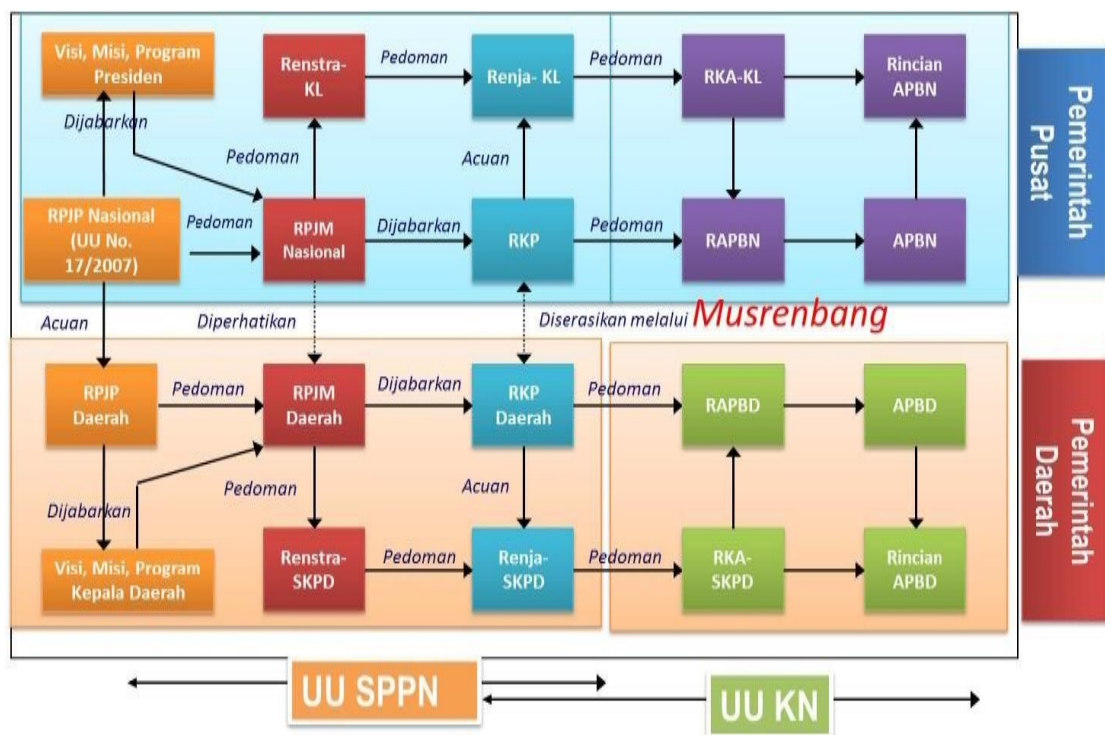 Visi, Misi, Program
Presiden
Renstra-
KL
Pedoman
Renja- KL
Pedoman
RKA-KL
Rincian
APBN
Pemerintah
Pusat
Dijabarkan
Pedoman
Acuan
RPJP Nasional
(UU No.
17/2007)
Pedoman
RPJM
Nasional
Dijabarkan
RKP
Pedoman
RAPBN
APBN
Acuan
Diperhatikan
Diserasikan melalui Musrenbang
RPJP
Daerah
Pedoman
RPJM
Daerah
Dijabarkan
RKP
Daerah
Pedoman
RAPBD
APBD
Pemerintah
Daerah
Dijabarkan
Pedoman
Acuan
Visi, Misi, Program
Kepala Daerah
Renstra-
SKPD
Pedoman
Renja-
SKPD
Pedoman
RKA-
SKPD
Rincian
APBD
UU SPPN
UU KN